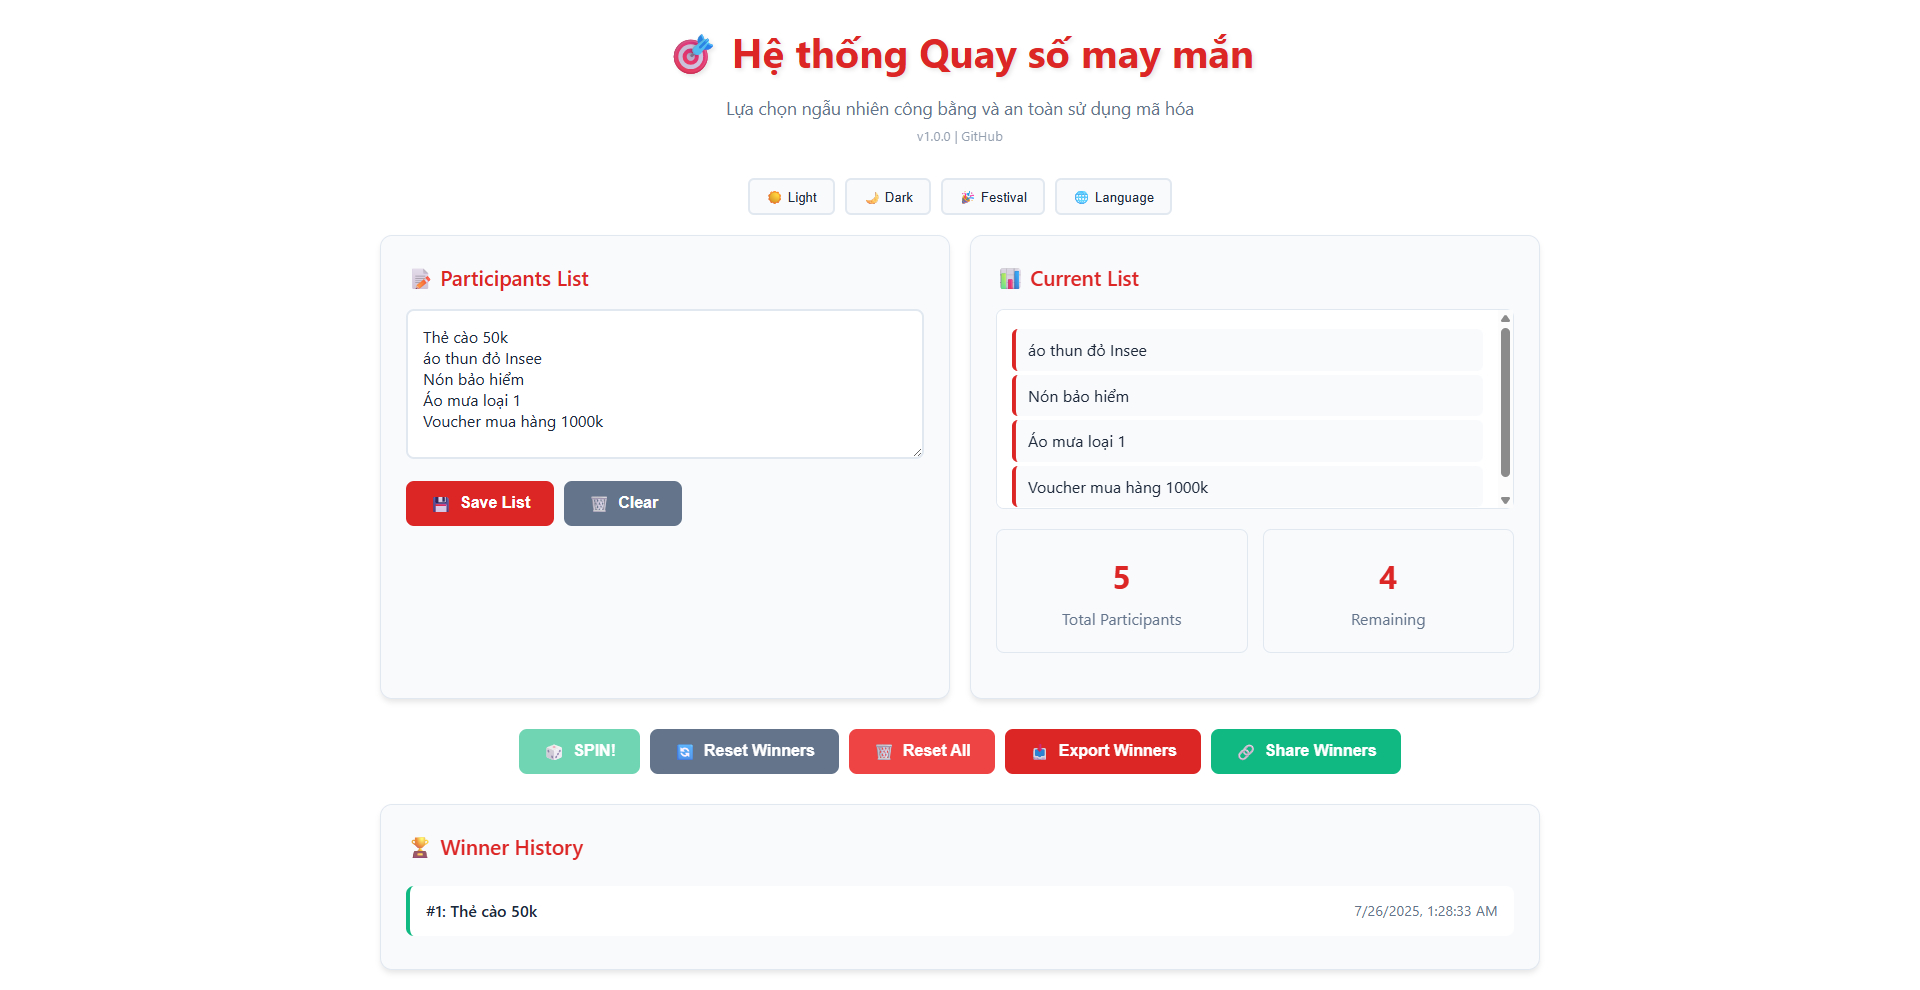 Hệ thống Quay số may mắn
Lựa chọn ngẫu nhiên công bằng và an toàn sử dụng mã hóa
v1.0.0 | GitHub
Light
Dark
Festival
Language
Participants List
Thẻ cào 50k
áo thun đỏ Insee
Nón bảo hiểm
Áo mưa loại 1
Voucher mua hàng 1000k
Save List
Clear
Current List
áo thun đỏ Insee
Nón bảo hiểm
Áo mưa loại 1
Voucher mua hàng 1000k
5
Total Participants
4
Remaining
SPIN!
Reset Winners
Reset All
Export Winners
Share Winners
Winner History
#1: Thẻ cào 50k
7/26/2025, 1:28:33 AM